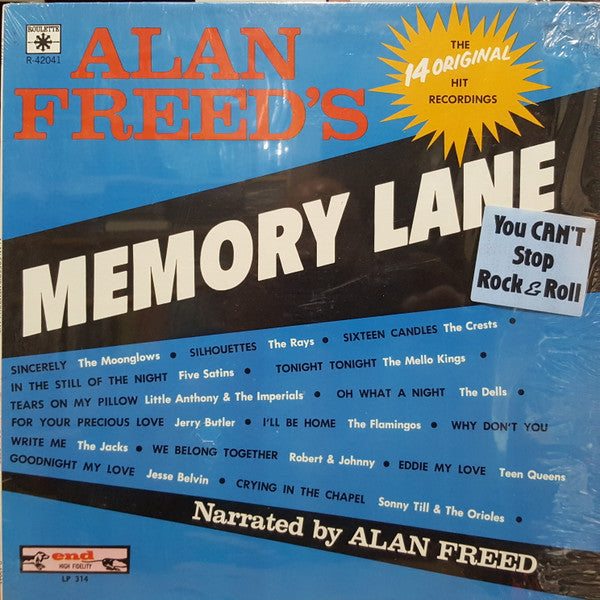 ROULETTE
R-42041
ALAN
FREED'S
THE
14 ORIGINAL
HIT
RECORDINGS
MEMORY LANE
You CAN'T
Stop
Rock & Roll
SINCERELY The Moonglows • SILHOUETTES The Rays • SIXTEEN CANDLES The Crests •
IN THE STILL OF THE NIGHT Five Satins • TONIGHT TONIGHT The Mello Kings •
TEARS ON MY PILLOW Little Anthony & The Imperials • OH WHAT A NIGHT The Dells •
FOR YOUR PRECIOUS LOVE Jerry Butler • I'LL BE HOME The Flamingos • WHY DON'T YOU
WRITE ME The Jacks • WE BELONG TOGETHER Robert & Johnny • EDDIE MY LOVE Teen Queens
GOODNIGHT MY LOVE Jesse Belvin • CRYING IN THE CHAPEL Sonny Till & The Orioles •
Narrated by ALAN FREED
end
HIGH FIDELITY
LP 314